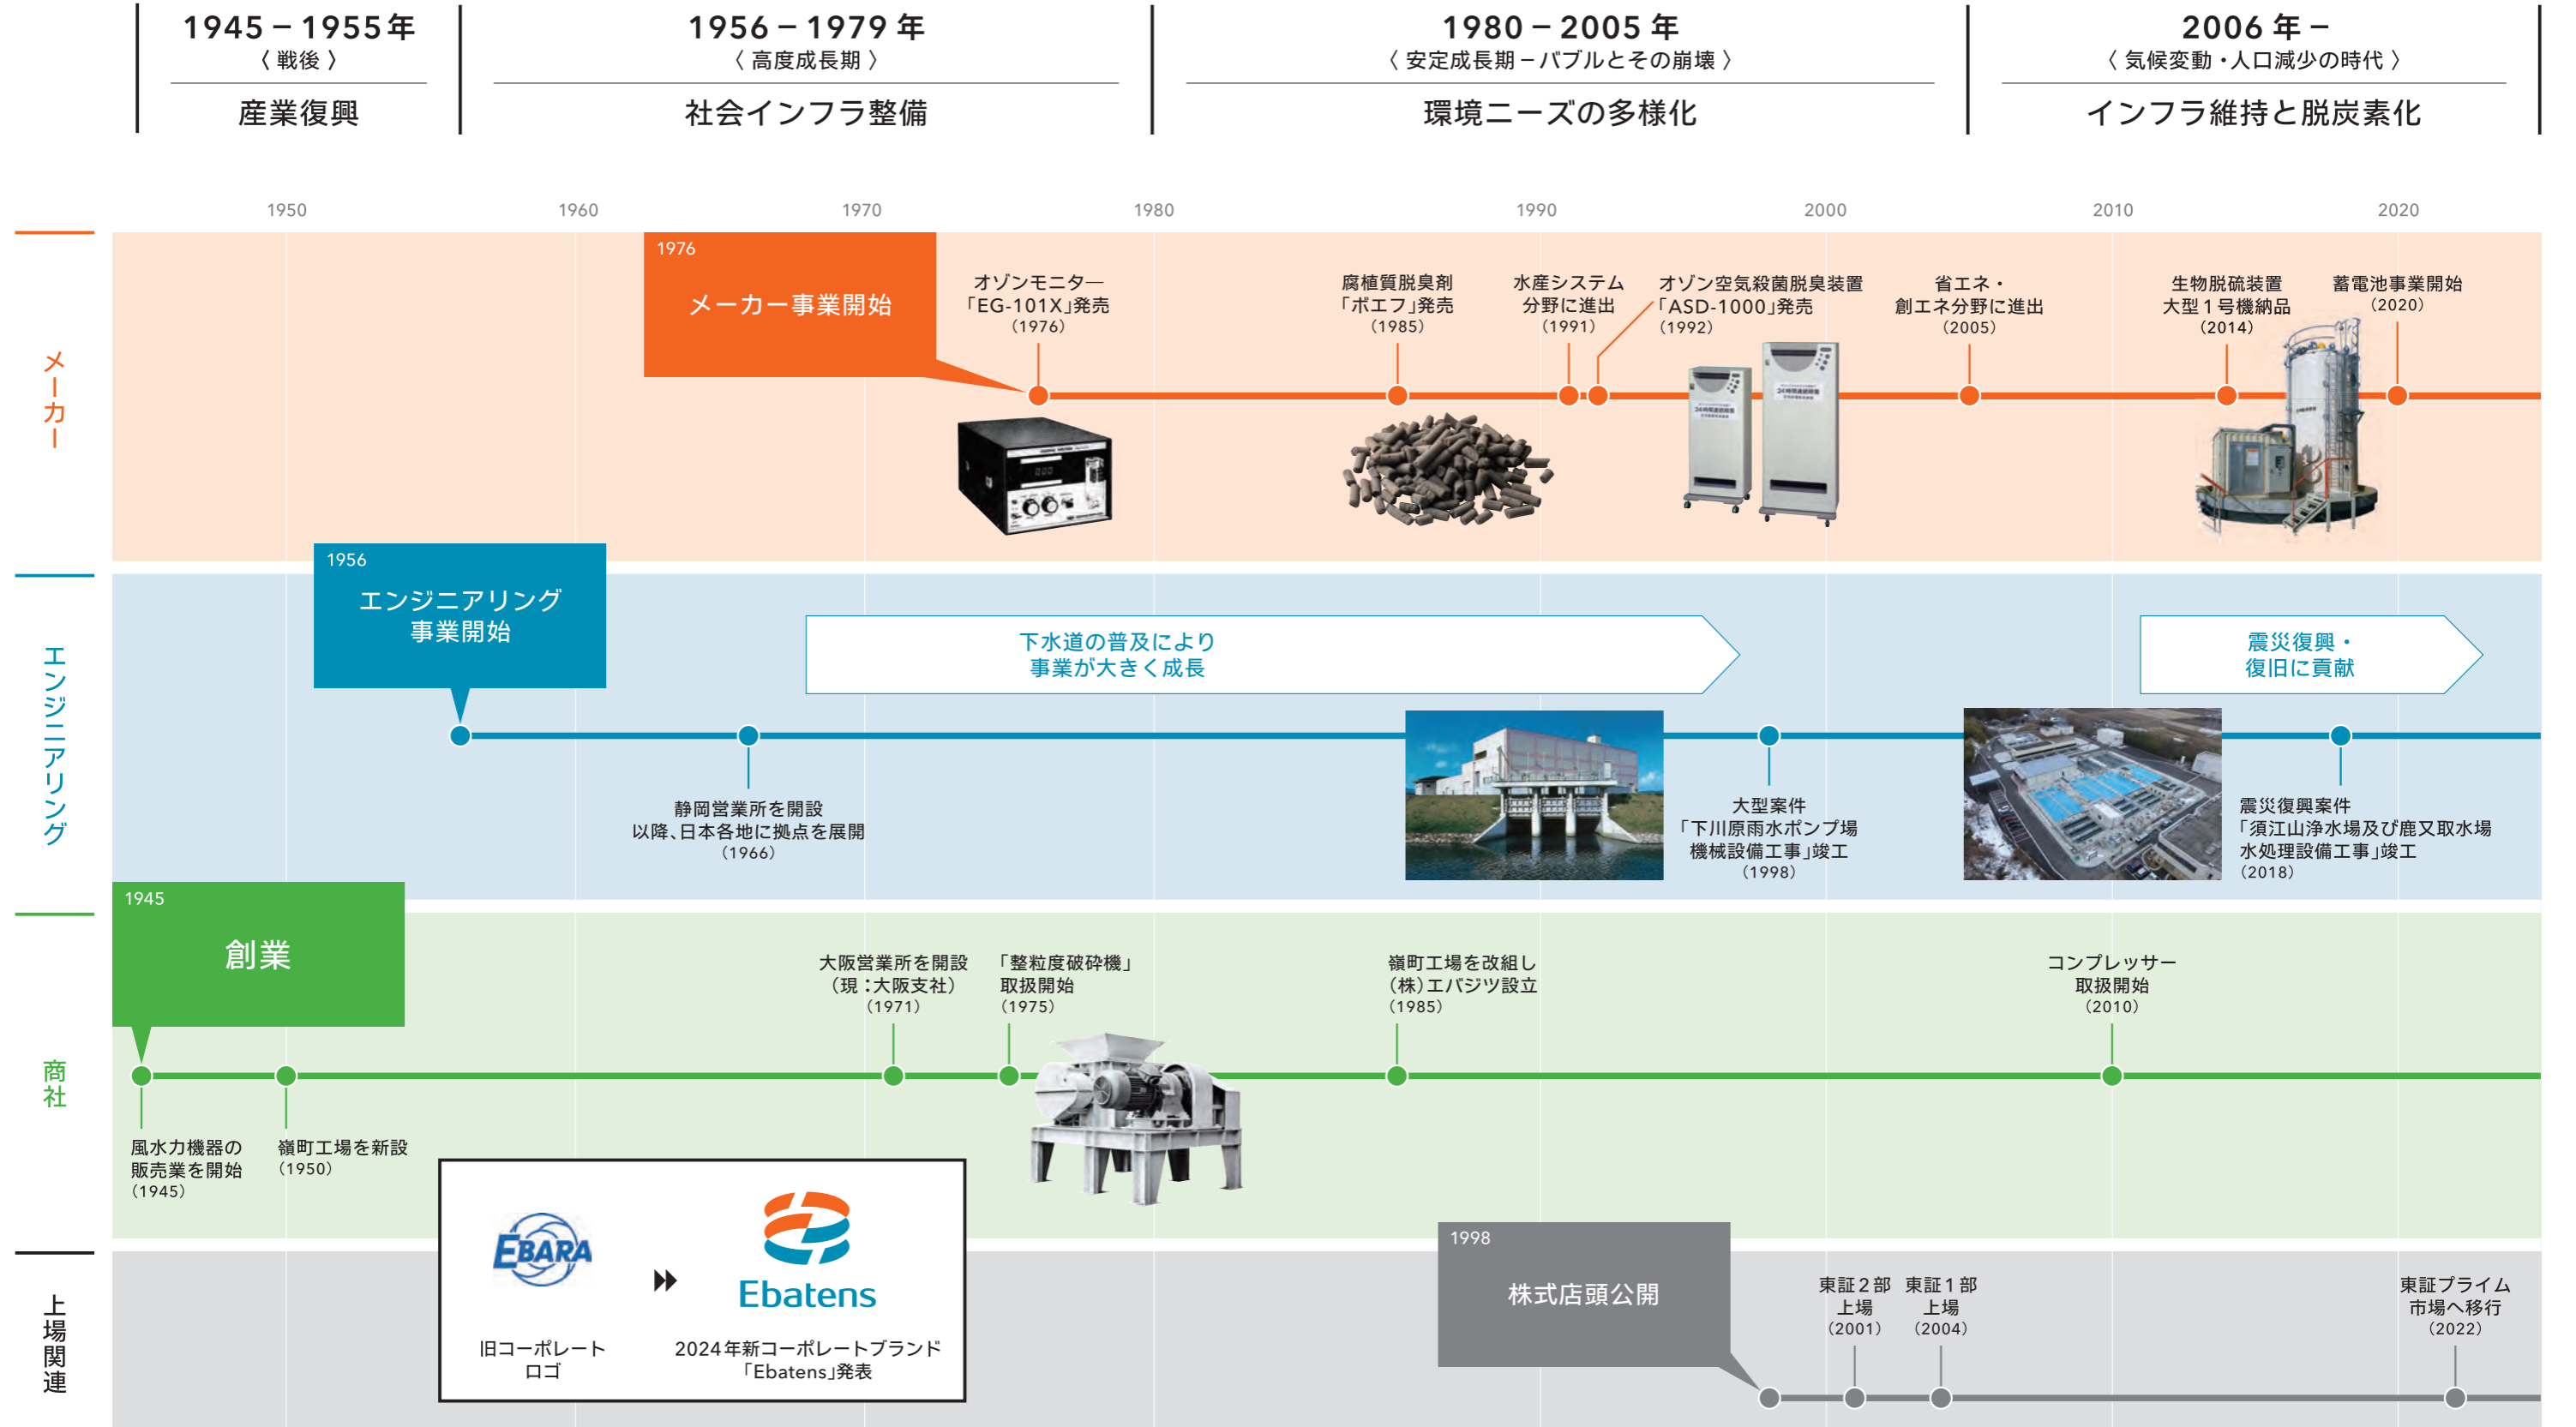 1945－1955年
〈 戦後 〉
産業復興
1956－1979 年
〈 高度成長期 〉
社会インフラ整備
1980－2005 年
〈 安定成長期－バブルとその崩壊 〉
環境ニーズの多様化
2006 年－
〈 気候変動・人口減少の時代 〉
インフラ維持と脱炭素化
1950
1960
1970
1980
1990
2000
2010
2020
メーカー
1976
メーカー事業開始
オゾンモニター
「EG-101X」発売
（1976）
腐植質脱臭剤
「ボエフ」発売
（1985）
水産システム
分野に進出
（1991）
オゾン空気殺菌脱臭装置
「ASD-1000」発売
（1992）
省エネ・
創エネ分野に進出
（2005）
生物脱硫装置
大型１号機納品
（2014）
蓄電池事業開始
（2020）
エンジニアリング
1956
エンジニアリング
事業開始
下水道の普及により
事業が大きく成長
震災復興・
復旧に貢献
静岡営業所を開設
以降、日本各地に拠点を展開
（1966）
大型案件
「下川原雨水ポンプ場
機械設備工事」竣工
（1998）
震災復興案件
「須江山浄水場及び鹿又取水場
水処理設備工事」竣工
（2018）
商社
1945
創業
風水力機器の
販売業を開始
（1945）
嶺町工場を新設
（1950）
大阪営業所を開設
（現：大阪支社）
（1971）
「整粒度破砕機」
取扱開始
（1975）
嶺町工場を改組し
（株）エバジツ設立
（1985）
コンプレッサー
取扱開始
（2010）
上場関連
EBARA
旧コーポレート
ロゴ
Ebatens
2024年新コーポレートブランド
「Ebatens」発表
1998
株式店頭公開
東証２部
上場
（2001）
東証１部
上場
（2004）
東証プライム
市場へ移行
（2022）